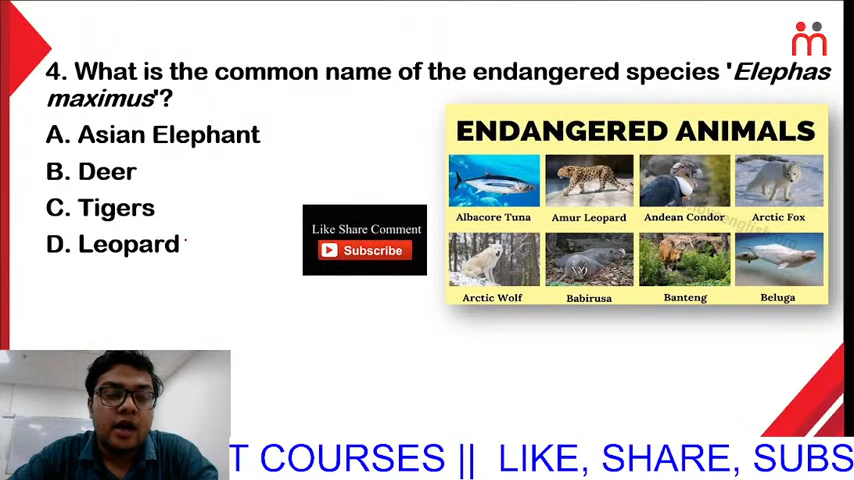 4. What is the common name of the endangered species 'Elephas
maximus'?
A. Asian Elephant
B. Deer
C. Tigers
D. Leopard
ENDANGERED ANIMALS
Albacore Tuna
Amur Leopard
Andean Condor
Arctic Fox
Arctic Wolf
Babirusa
Banteng
Beluga
Like Share Comment
Subscribe
T COURSES || LIKE, SHARE, SUBS